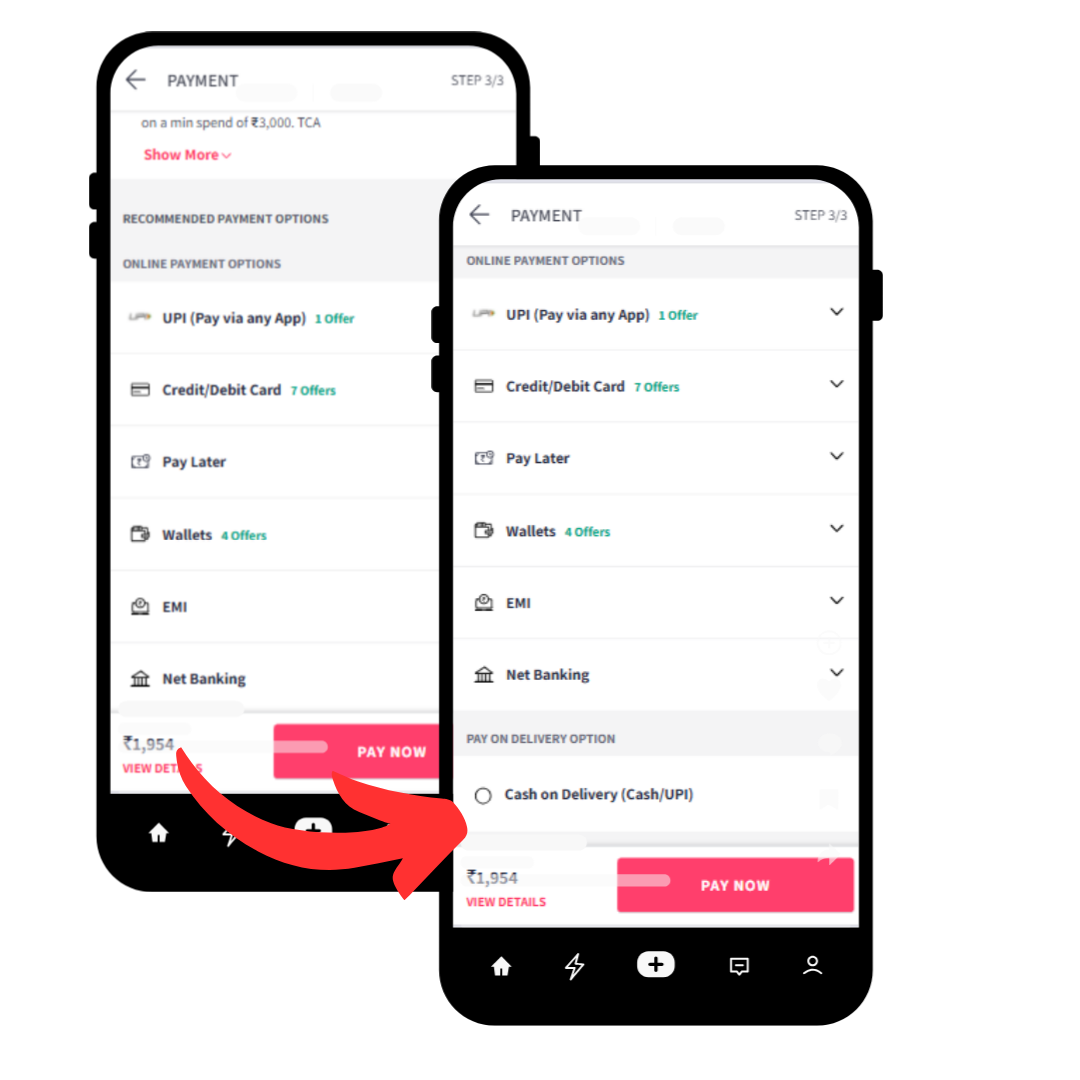 PAYMENT STEP 3/3
on a min spend of ₹3,000. TCA
Show More
RECOMMENDED PAYMENT OPTIONS
ONLINE PAYMENT OPTIONS
UPI (Pay via any App) 1 Offer
Credit/Debit Card 7 Offers
Pay Later
Wallets 4 Offers
EMI
Net Banking
₹1,954
VIEW DETAILS
PAY NOW
PAYMENT STEP 3/3
ONLINE PAYMENT OPTIONS
UPI (Pay via any App) 1 Offer
Credit/Debit Card 7 Offers
Pay Later
Wallets 4 Offers
EMI
Net Banking
PAY ON DELIVERY OPTION
Cash on Delivery (Cash/UPI)
₹1,954
VIEW DETAILS
PAY NOW